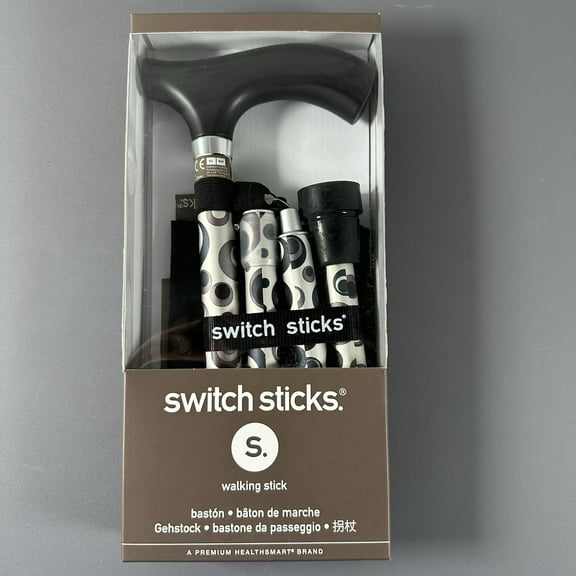 switch sticks®
switch sticks.®
S.
walking stick
bastón • bâton de marche
Gehstock • bastone da passeggio • 拐杖
A PREMIUM HEALTHSMART® BRAND